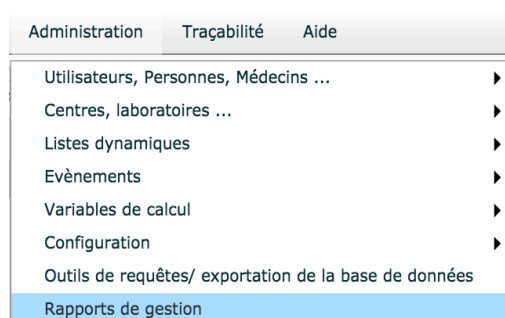 Administration Traçabilité Aide
Utilisateurs, Personnes, Médecins ...
Centres, laboratoires ...
Listes dynamiques
Evènements
Variables de calcul
Configuration
Outils de requêtes/ exportation de la base de données
Rapports de gestion